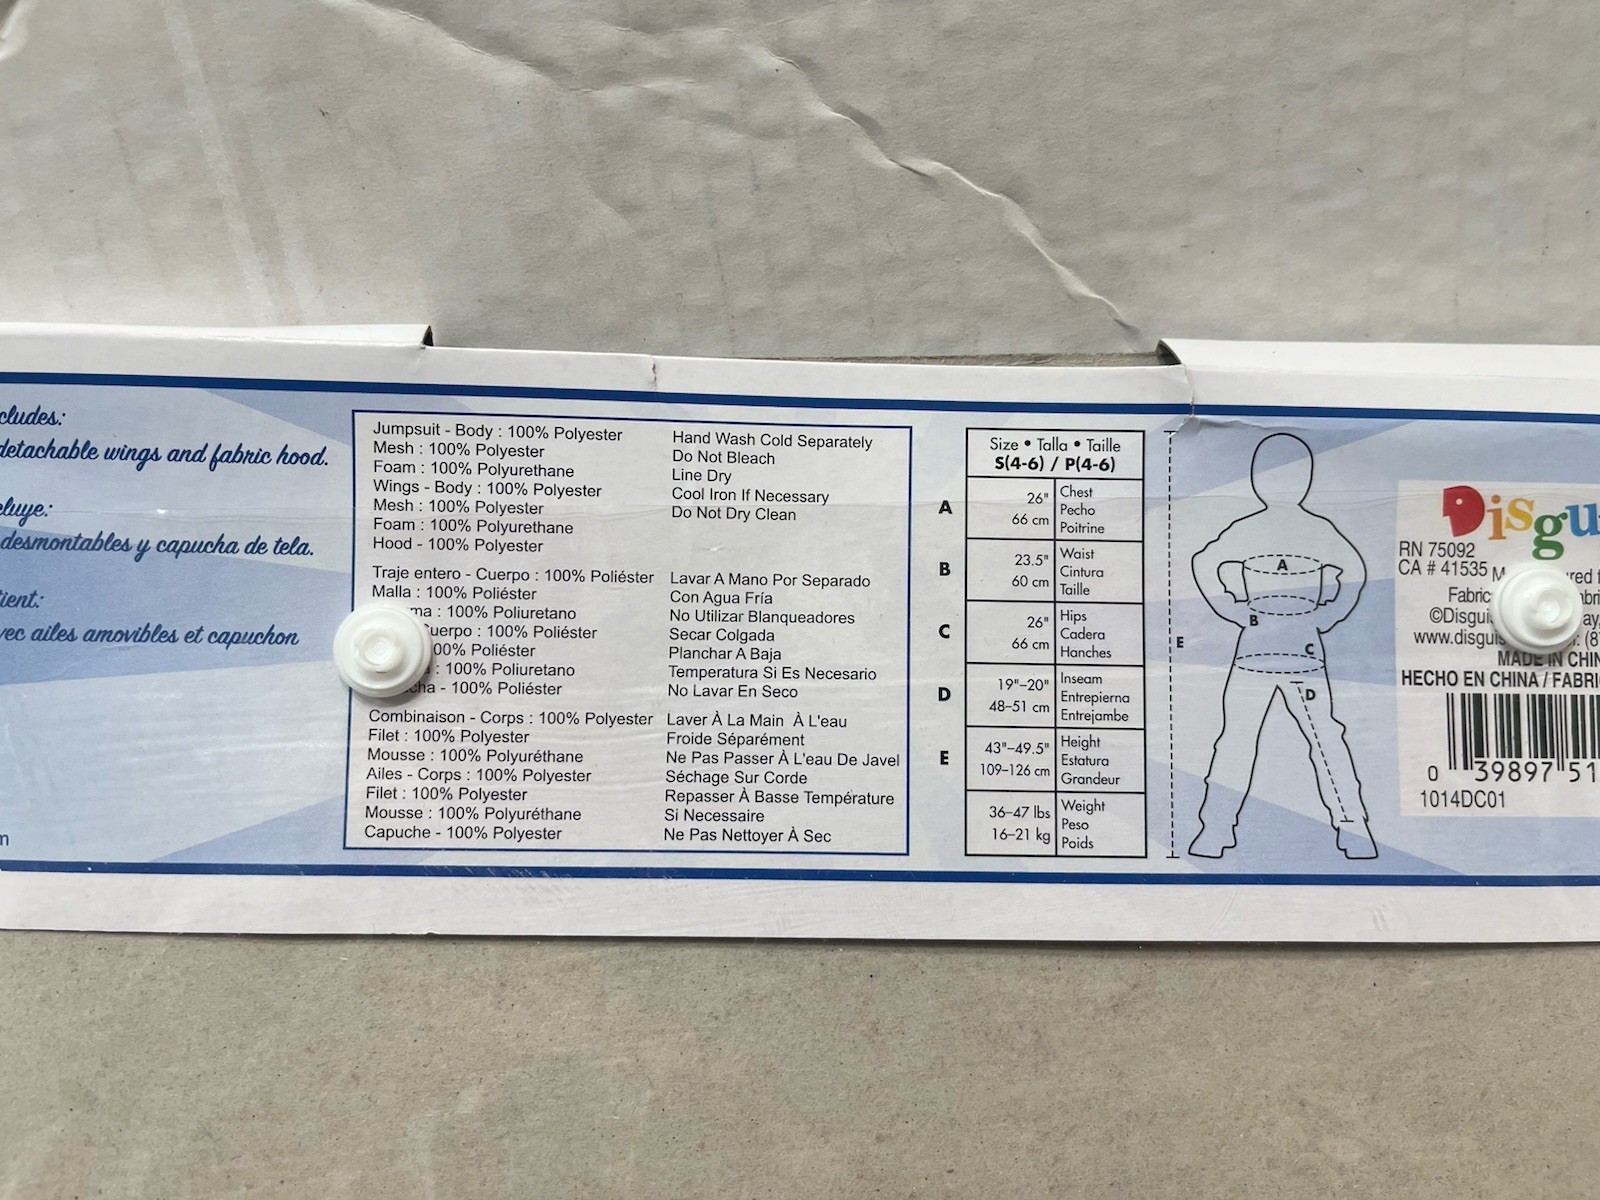 detachable wings and fabric hood.
desmontables y capucha de tela.
ailes amovibles et capuchon
Jumpsuit - Body : 100% Polyester
Mesh : 100% Polyester
Foam : 100% Polyurethane
Wings - Body : 100% Polyester
Mesh : 100% Polyester
Foam : 100% Polyurethane
Hood - 100% Polyester
Hand Wash Cold Separately
Do Not Bleach
Line Dry
Cool Iron If Necessary
Do Not Dry Clean
Traje entero - Cuerpo : 100% Poliéster
Malla : 100% Poliéster
: 100% Poliuretano
: 100% Poliéster
Poliéster
: 100% Poliuretano
- 100% Poliéster
Lavar A Mano Por Separado
Con Agua Fría
No Utilizar Blanqueadores
Secar Colgada
Planchar A Baja
Temperatura Si Es Necesario
No Lavar En Seco
Combinaison - Corps : 100% Polyester
Filet : 100% Polyester
Mousse : 100% Polyuréthane
Ailes - Corps : 100% Polyester
Filet : 100% Polyester
Mousse : 100% Polyuréthane
Capuche - 100% Polyester
Laver À La Main À L'eau
Froide Séparément
Ne Pas Passer À L'eau De Javel
Séchage Sur Corde
Repasser À Basse Température
Si Necessaire
Ne Pas Nettoyer À Sec
Size • Talla • Taille
S(4-6) / P(4-6)
A 26" Chest
66 cm Pecho
Poitrine
B 23.5" Waist
60 cm Cintura
Taille
C 26" Hips
66 cm Cadera
Hanches
D 19"–20" Inseam
48–51 cm Entrepierna
Entrejambe
E 43"–49.5" Height
109–126 cm Estatura
Grandeur
36–47 lbs Weight
16–21 kg Peso
Poids
A
B
C
D
E
RN 75092
CA # 41535
MADE IN
HECHO EN CHINA /
0 39897 51
1014DC01